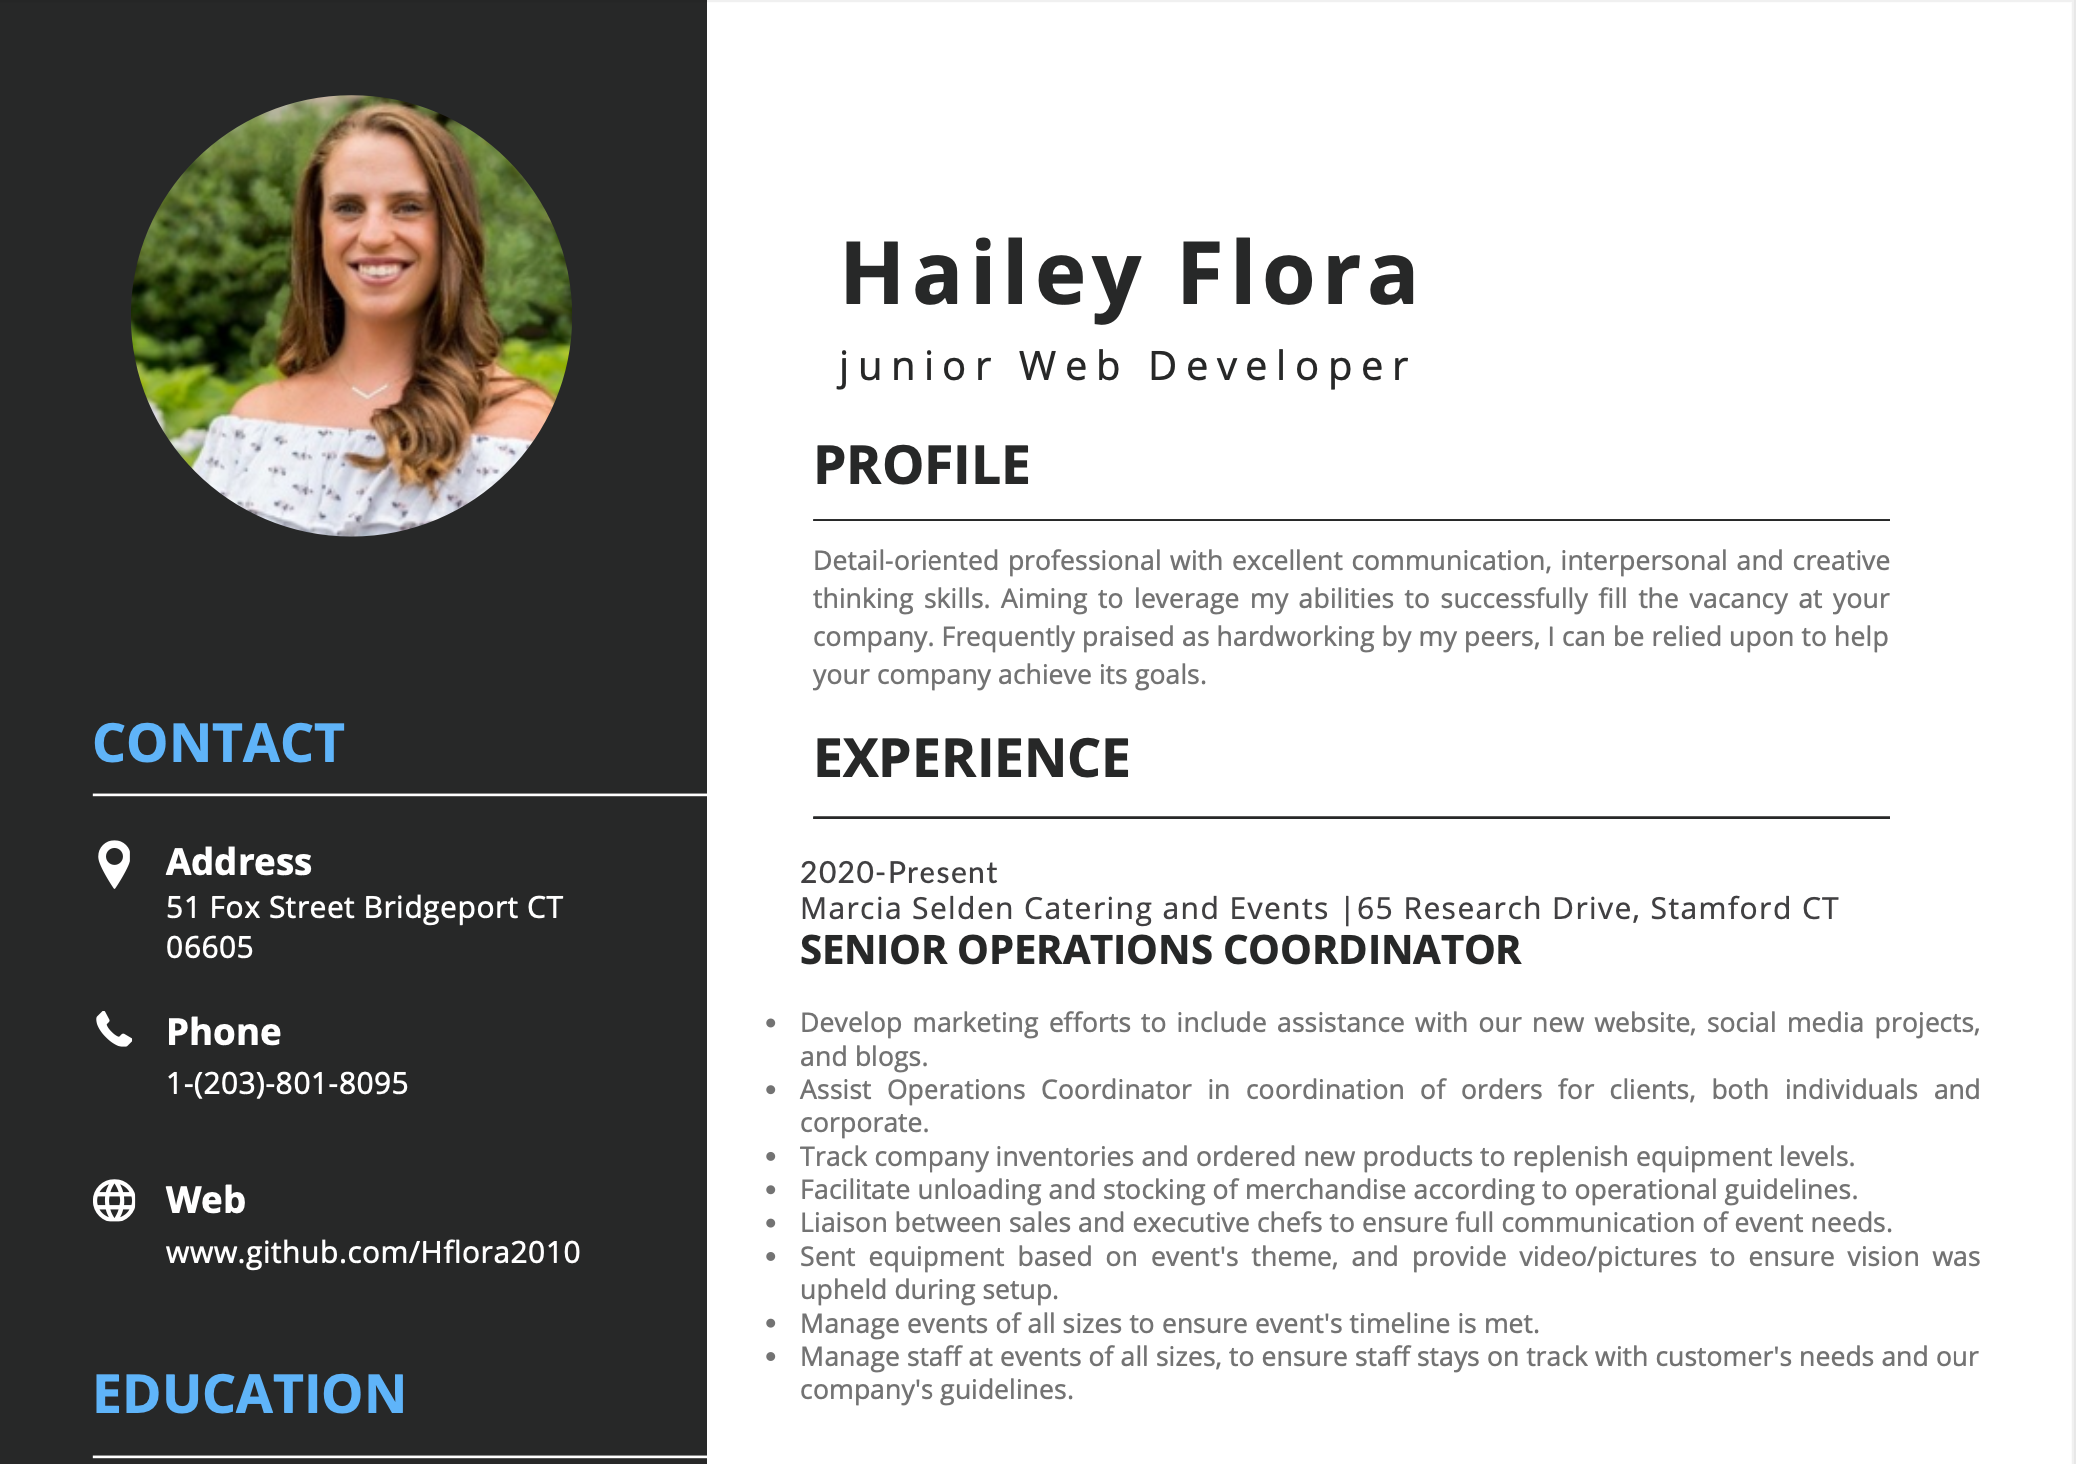 Hailey Flora
junior Web Developer
PROFILE
Detail-oriented professional with excellent communication, interpersonal and creative
thinking skills. Aiming to leverage my abilities to successfully fill the vacancy at your
company. Frequently praised as hardworking by my peers, I can be relied upon to help
your company achieve its goals.
EXPERIENCE
2020-Present
Marcia Selden Catering and Events |65 Research Drive, Stamford CT
SENIOR OPERATIONS COORDINATOR
• Develop marketing efforts to include assistance with our new website, social media projects,
and blogs.
• Assist Operations Coordinator in coordination of orders for clients, both individuals and
corporate.
• Track company inventories and ordered new products to replenish equipment levels.
• Facilitate unloading and stocking of merchandise according to operational guidelines.
• Liaison between sales and executive chefs to ensure full communication of event needs.
• Sent equipment based on event's theme, and provide video/pictures to ensure vision was
upheld during setup.
• Manage events of all sizes to ensure event's timeline is met.
• Manage staff at events of all sizes, to ensure staff stays on track with customer's needs and our
company's guidelines.
CONTACT
Address
51 Fox Street Bridgeport CT
06605
Phone
1-(203)-801-8095
Web
www.github.com/Hflora2010
EDUCATION